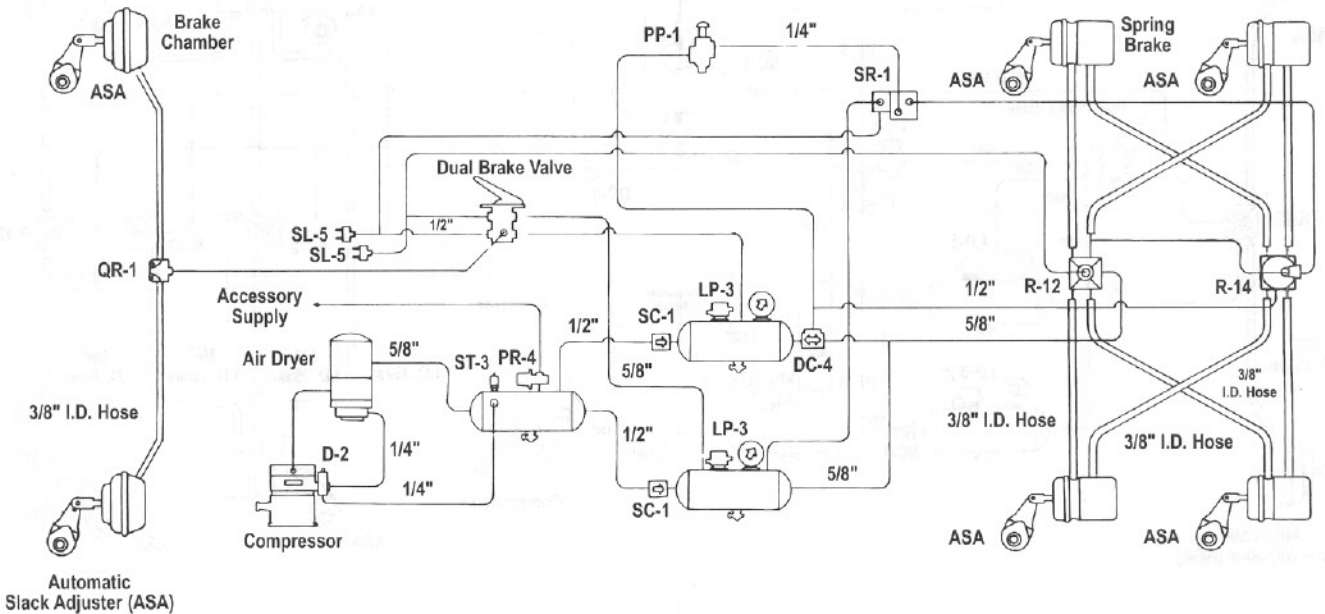 Brake
Chamber
ASA
PP-1
1/4"
SR-1
Spring
Brake
ASA
ASA
Dual Brake Valve
SL-5
1/2"
SL-5
QR-1
Accessory
Supply
LP-3
R-12
R-14
1/2"
SC-1
1/2"
5/8"
Air Dryer
5/8"
ST-3
PR-4
DC-4
5/8"
3/8" I.D. Hose
D-2
1/4"
1/4"
1/2"
LP-3
5/8"
SC-1
3/8" I.D. Hose
3/8" I.D. Hose
3/8"
I.D. Hose
Compressor
ASA
ASA
Automatic
Slack Adjuster (ASA)